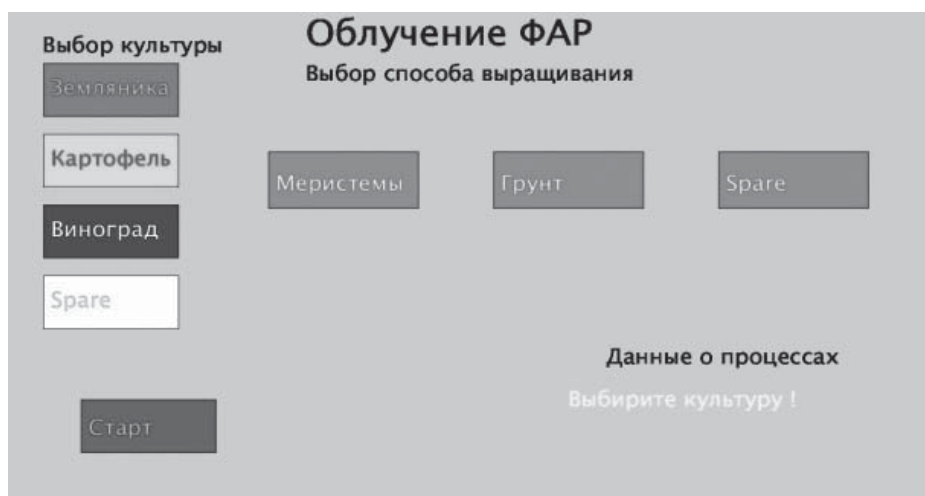 Облучение ФАР
Выбор культуры
Выбор способа выращивания
Земляника
Картофель
Виноград
Spare
Меристемы
Грунт
Spare
Данные о процессах
Выбирите культуру !
Старт